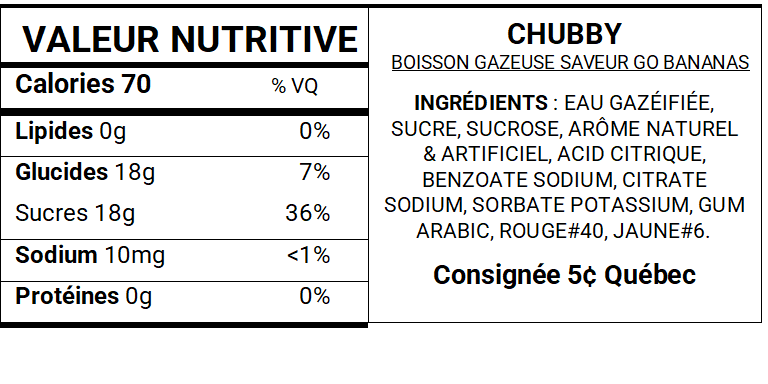 VALEUR NUTRITIVE
Calories 70 % VQ
Lipides 0g 0%
Glucides 18g 7%
Sucres 18g 36%
Sodium 10mg <1%
Protéines 0g 0%
CHUBBY
BOISSON GAZEUSE SAVEUR GO BANANAS
INGRÉDIENTS : EAU GAZÉIFIÉE,
SUCRE, SUCROSE, ARÔME NATUREL
& ARTIFICIEL, ACID CITRIQUE,
BENZOATE SODIUM, CITRATE
SODIUM, SORBATE POTASSIUM, GUM
ARABIC, ROUGE#40, JAUNE#6.
Consignée 5¢ Québec